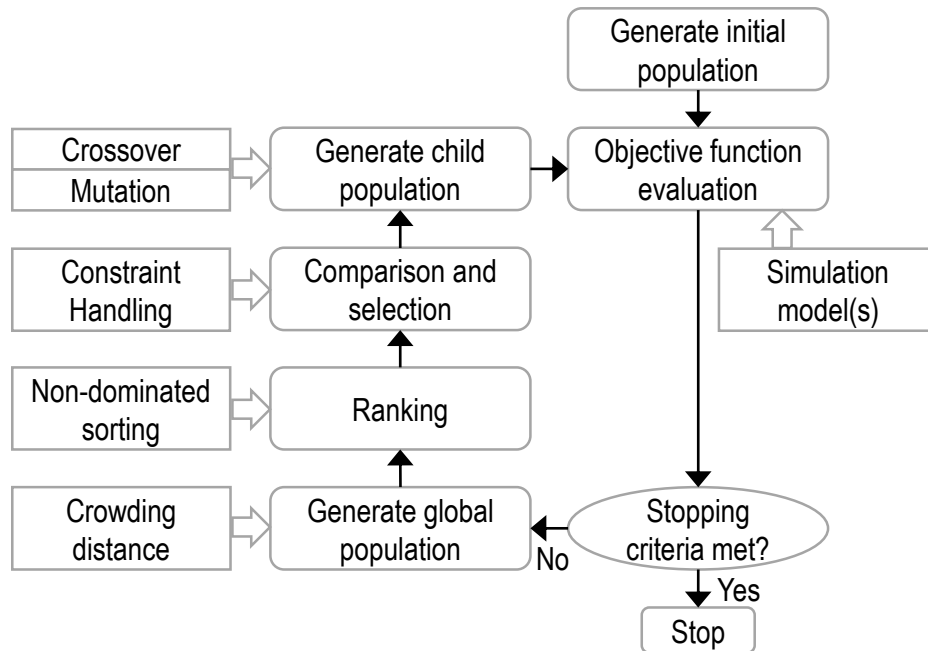 Generate initial
population
Crossover
Mutation
Generate child
population
Objective function
evaluation
Constraint
Handling
Comparison and
selection
Simulation
model(s)
Non-dominated
sorting
Ranking
Crowding
distance
Generate global
population
Stopping
criteria met?
No
Yes
Stop